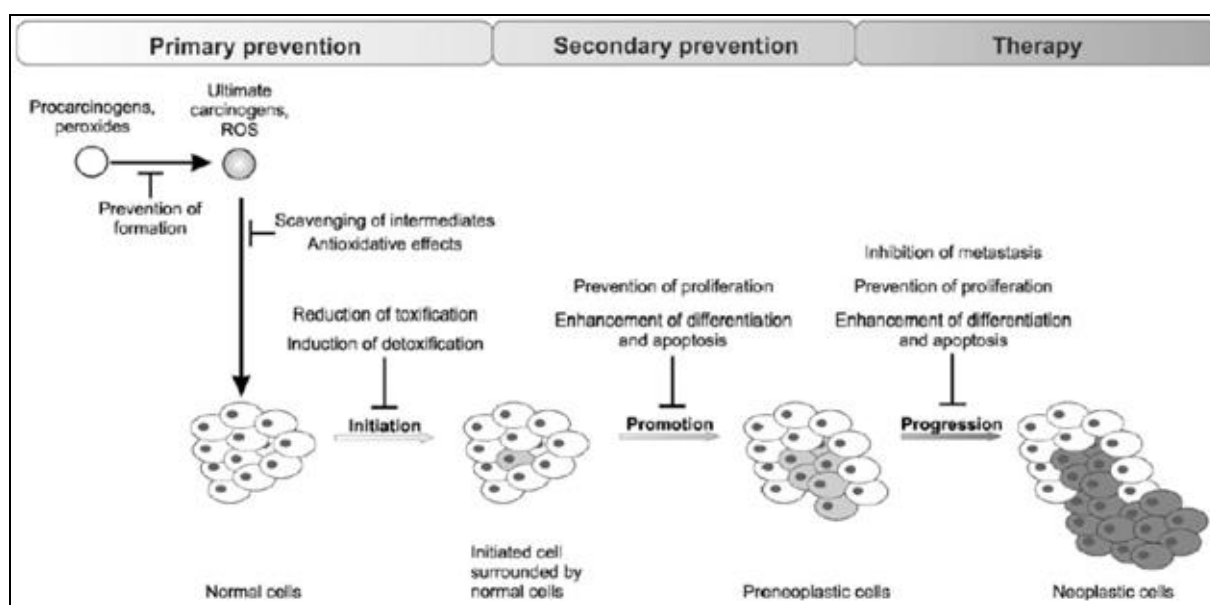 Primary prevention
Secondary prevention
Therapy
Procarcinogens,
peroxides
Ultimate
carcinogens,
ROS
Prevention of
formation
Scavenging of intermediates
Antioxidative effects
Reduction of toxification
Induction of detoxification
Prevention of proliferation
Enhancement of differentiation
and apoptosis
Inhibition of metastasis
Prevention of proliferation
Enhancement of differentiation
and apoptosis
Initiation
Promotion
Progression
Normal cells
Initiated cell
surrounded by
normal cells
Preneoplastic cells
Neoplastic cells